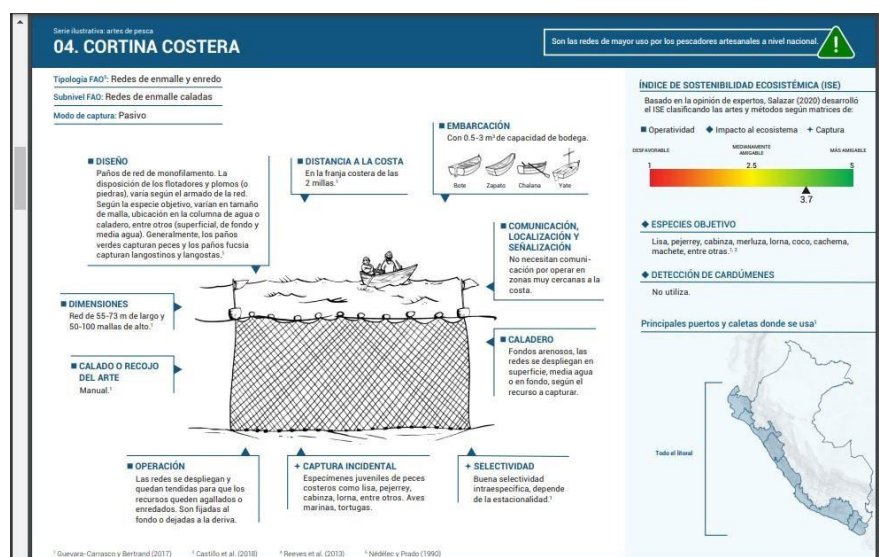 Serie ilustrativa: artes de pesca
04. CORTINA COSTERA
Son las redes de mayor uso por los pescadores artesanales a nivel nacional.
Tipología FAO⁵: Redes de enmalle y enredo
Subnivel FAO: Redes de enmalle caladas
Modo de captura: Pasivo
DISEÑO
Paños de red de monofilamento. La
disposición de los flotadores y plomos (o
piedras), varía según el armado de la red.
Según la especie objetivo, varían en tamaño
de malla, ubicación en la columna de agua o
caladero, entre otros (superficial, de fondo y
media agua). Generalmente, los paños
verdes capturan peces y los paños fucsia
capturan langostinos y langostas.¹
DISTANCIA A LA COSTA
En la franja costera de las
2 millas.¹
EMBARCACIÓN
Con 0.5-3 m³ de capacidad de bodega.
Bote Zapato Chalana Yate
COMUNICACIÓN,
LOCALIZACIÓN Y
SEÑALIZACIÓN
No necesitan comuni-
cación por operar en
zonas muy cercanas a la
costa.
DIMENSIONES
Red de 55-73 m de largo y
50-100 mallas de alto.¹
CALADO O RECOJO
DEL ARTE
Manual.¹
CALADERO
Fondos arenosos, las
redes se despliegan en
superficie, media agua
o en fondo, según el
recurso a capturar.
OPERACIÓN
Las redes se despliegan y
quedan tendidas para que los
recursos queden agallados o
enredados. Son fijadas al
fondo o dejadas a la deriva.
+ CAPTURA INCIDENTAL
Especímenes juveniles de peces
costeros como lisa, pejerrey,
cabinza, lorna, entre otros. Aves
marinas, tortugas.
+ SELECTIVIDAD
Buena selectividad
intraespecífica, depende
de la estacionalidad.¹
ÍNDICE DE SOSTENIBILIDAD ECOSISTÉMICA (ISE)
Basado en la opinión de expertos, Salazar (2020) desarrolló
el ISE clasificando las artes y métodos según matrices de:
Operatividad Impacto al ecosistema + Captura
DESFAVORABLE MEDIANAMENTE AMIGABLE MÁS AMIGABLE
1 2.5 5
3.7
ESPECIES OBJETIVO
Lisa, pejerrey, cabinza, merluza, lorna, coco, cachema,
machete, entre otras.¹˒ ²
DETECCIÓN DE CARDÚMENES
No utiliza.
Principales puertos y caletas donde se usa¹
Todo el litoral
¹ Guevara-Carrasco y Bertrand (2017) ² Castillo et al. (2018) Reeves et al. (2013) Nédélec y Prado (1990)